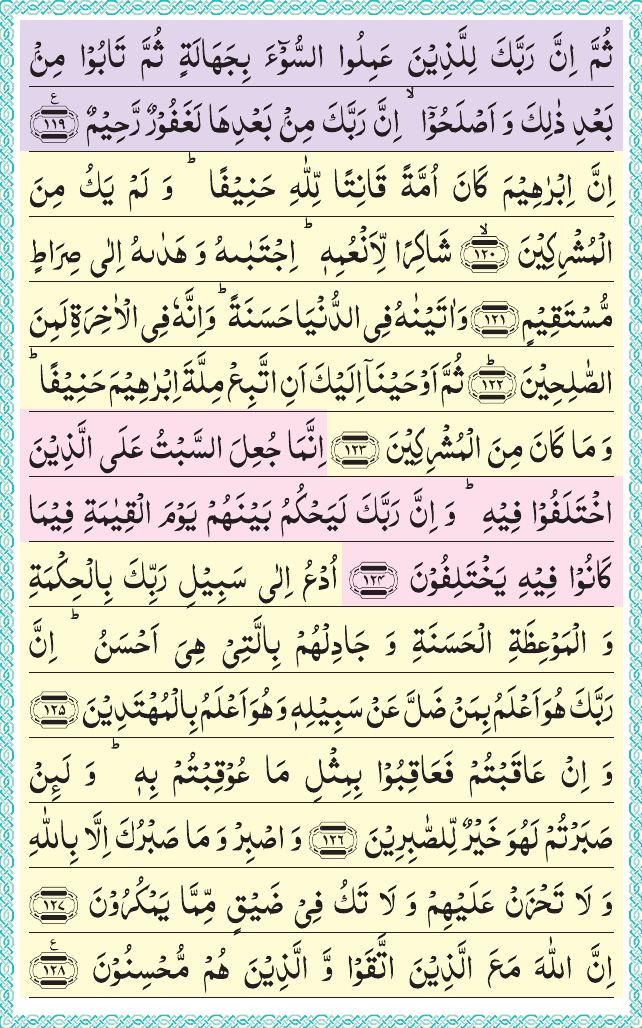 ثُمَّ اِنَّ رَبَّكَ لِلَّذِيْنَ عَمِلُوا السُّوْٓءَ بِجَهَالَةٍ ثُمَّ تَابُوْا مِنْۢ
بَعْدِ ذٰلِكَ وَ اَصْلَحُوْٓا ۙ اِنَّ رَبَّكَ مِنْۢ بَعْدِهَا لَغَفُوْرٌ رَّحِيْمٌ ﴿۱۱۹﴾ ع
اِنَّ اِبْرٰهِيْمَ كَانَ اُمَّةً قَانِتًا لِّلّٰهِ حَنِيْفًا ؕ وَ لَمْ يَكُ مِنَ
الْمُشْرِكِيْنَ ﴿۱۲۰﴾ۙ شَاكِرًا لِّاَنْعُمِهٖ ؕ اِجْتَبٰىهُ وَ هَدٰىهُ اِلٰى صِرَاطٍ
مُّسْتَقِيْمٍ ﴿۱۲۱﴾ وَ اٰتَيْنٰهُ فِى الدُّنْيَا حَسَنَةً ؕ وَ اِنَّهٗ فِى الْاٰخِرَةِ لَمِنَ
الصّٰلِحِيْنَ ﴿۱۲۲﴾ؕ ثُمَّ اَوْحَيْنَاۤ اِلَيْكَ اَنِ اتَّبِعْ مِلَّةَ اِبْرٰهِيْمَ حَنِيْفًا ؕ
وَ مَا كَانَ مِنَ الْمُشْرِكِيْنَ ﴿۱۲۳﴾ اِنَّمَا جُعِلَ السَّبْتُ عَلَى الَّذِيْنَ
اخْتَلَفُوْا فِيْهِ ؕ وَ اِنَّ رَبَّكَ لَيَحْكُمُ بَيْنَهُمْ يَوْمَ الْقِيٰمَةِ فِيْمَا
كَانُوْا فِيْهِ يَخْتَلِفُوْنَ ﴿۱۲۴﴾ اُدْعُ اِلٰى سَبِيْلِ رَبِّكَ بِالْحِكْمَةِ
وَ الْمَوْعِظَةِ الْحَسَنَةِ وَ جَادِلْهُمْ بِالَّتِيْ هِيَ اَحْسَنُ ؕ اِنَّ
رَبَّكَ هُوَ اَعْلَمُ بِمَنْ ضَلَّ عَنْ سَبِيْلِهٖ وَ هُوَ اَعْلَمُ بِالْمُهْتَدِيْنَ ﴿۱۲۵﴾
وَ اِنْ عَاقَبْتُمْ فَعَاقِبُوْا بِمِثْلِ مَا عُوْقِبْتُمْ بِهٖ ؕ وَ لَئِنْ
صَبَرْتُمْ لَهُوَ خَيْرٌ لِّلصّٰبِرِيْنَ ﴿۱۲۶﴾ وَ اصْبِرْ وَ مَا صَبْرُكَ اِلَّا بِاللّٰهِ
وَ لَا تَحْزَنْ عَلَيْهِمْ وَ لَا تَكُ فِيْ ضَيْقٍ مِّمَّا يَمْكُرُوْنَ ﴿۱۲۷﴾
اِنَّ اللّٰهَ مَعَ الَّذِيْنَ اتَّقَوْا وَّ الَّذِيْنَ هُمْ مُّحْسِنُوْنَ ﴿۱۲۸﴾ ع